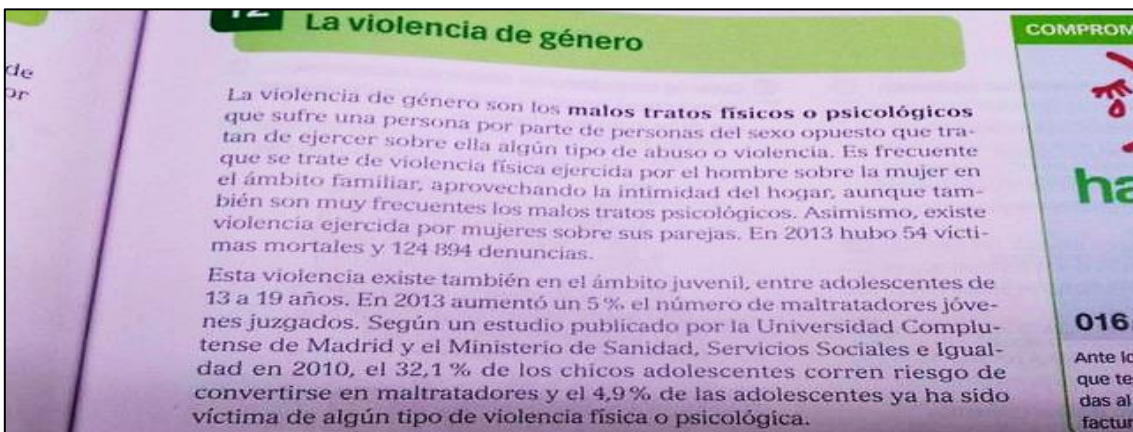 12 La violencia de género
COMPROM
de
or
La violencia de género son los malos tratos físicos o psicológicos
que sufre una persona por parte de personas del sexo opuesto que tra-
tan de ejercer sobre ella algún tipo de abuso o violencia. Es frecuente
que se trate de violencia física ejercida por el hombre sobre la mujer en
el ámbito familiar, aprovechando la intimidad del hogar, aunque tam-
bién son muy frecuentes los malos tratos psicológicos. Asimismo, existe
violencia ejercida por mujeres sobre sus parejas. En 2013 hubo 54 vícti-
mas mortales y 124 894 denuncias.
Esta violencia existe también en el ámbito juvenil, entre adolescentes de
13 a 19 años. En 2013 aumentó un 5 % el número de maltratadores jóve-
nes juzgados. Según un estudio publicado por la Universidad Complu-
tense de Madrid y el Ministerio de Sanidad, Servicios Sociales e Igual-
dad en 2010, el 32,1 % de los chicos adolescentes corren riesgo de
convertirse en maltratadores y el 4,9 % de las adolescentes ya ha sido
víctima de algún tipo de violencia física o psicológica.
ha
016
Ante lo
que te
das al
factur